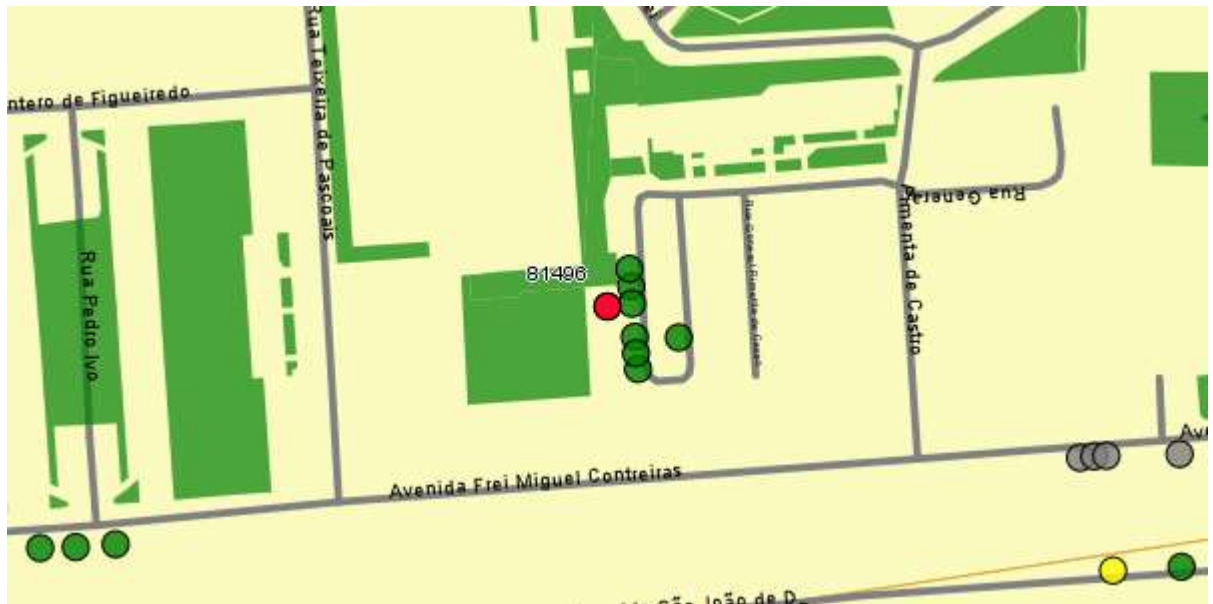 Rua Teixeira de Pascoais
ntero de Figueiredo
Rua General
Pimenta de Castro
Rua Pedro Ivo
81496
Ave
Avenida Frei Miguel Contreiras
São João de D